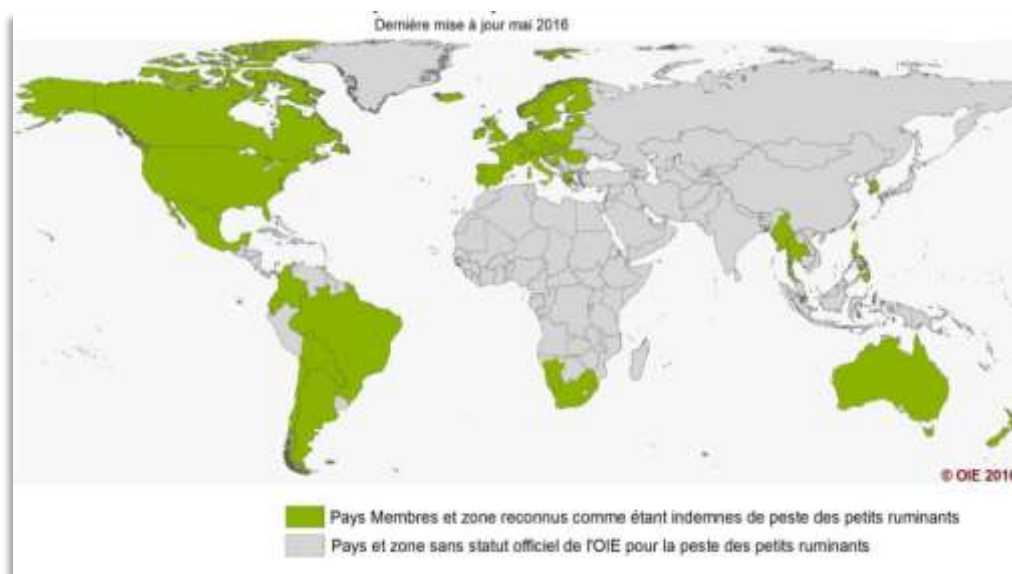 Dernière mise à jour mai 2016
© OIE 2016
Pays Membres et zone reconnus comme étant indemnes de peste des petits ruminants
Pays et zone sans statut officiel de l'OIE pour la peste des petits ruminants